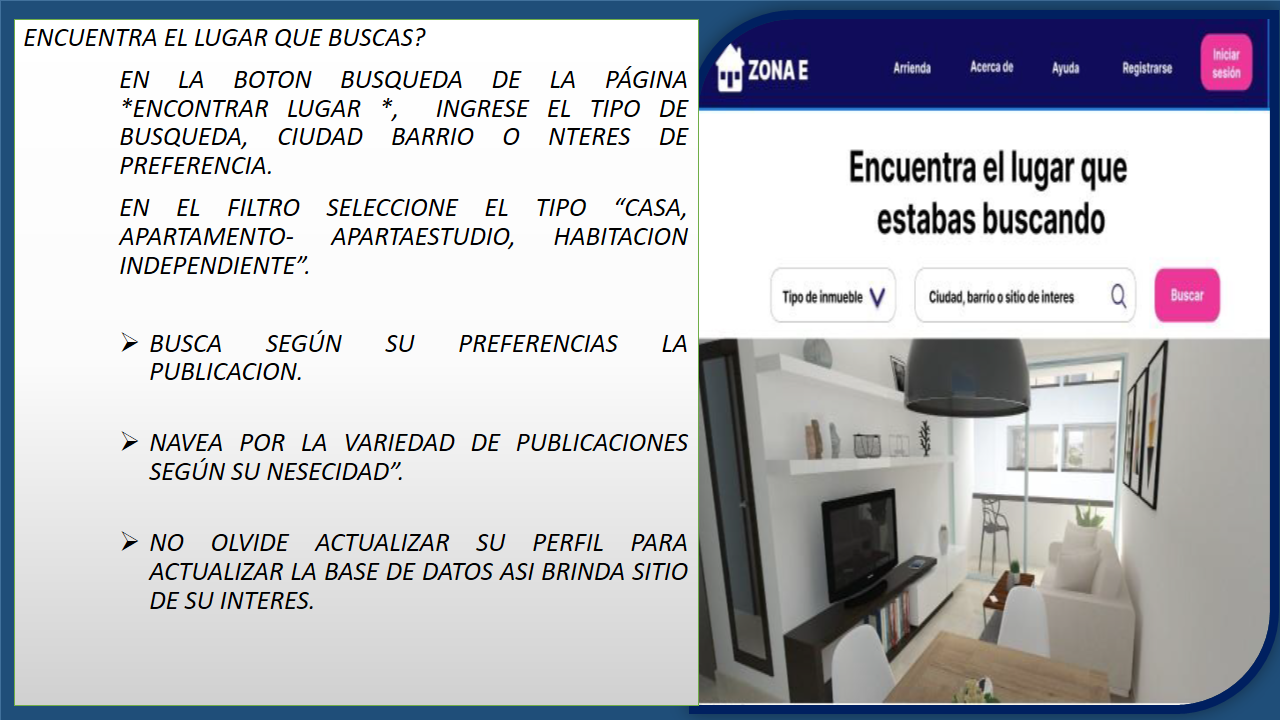 ENCUENTRA EL LUGAR QUE BUSCAS?
EN LA BOTON BUSQUEDA DE LA PÁGINA
*ENCONTRAR LUGAR *, INGRESE EL TIPO DE
BUSQUEDA, CIUDAD BARRIO O NTERES DE
PREFERENCIA.
EN EL FILTRO SELECCIONE EL TIPO “CASA,
APARTAMENTO- APARTAESTUDIO, HABITACION
INDEPENDIENTE”.
➢ BUSCA SEGÚN SU PREFERENCIAS LA
PUBLICACION.
➢ NAVEA POR LA VARIEDAD DE PUBLICACIONES
SEGÚN SU NESECIDAD”.
➢ NO OLVIDE ACTUALIZAR SU PERFIL PARA
ACTUALIZAR LA BASE DE DATOS ASI BRINDA SITIO
DE SU INTERES.
ZONA E
Arrienda
Acerca de
Ayuda
Registrarse
Iniciar
sesión
Encuentra el lugar que
estabas buscando
Tipo de inmueble
Ciudad, barrio o sitio de interes
Buscar